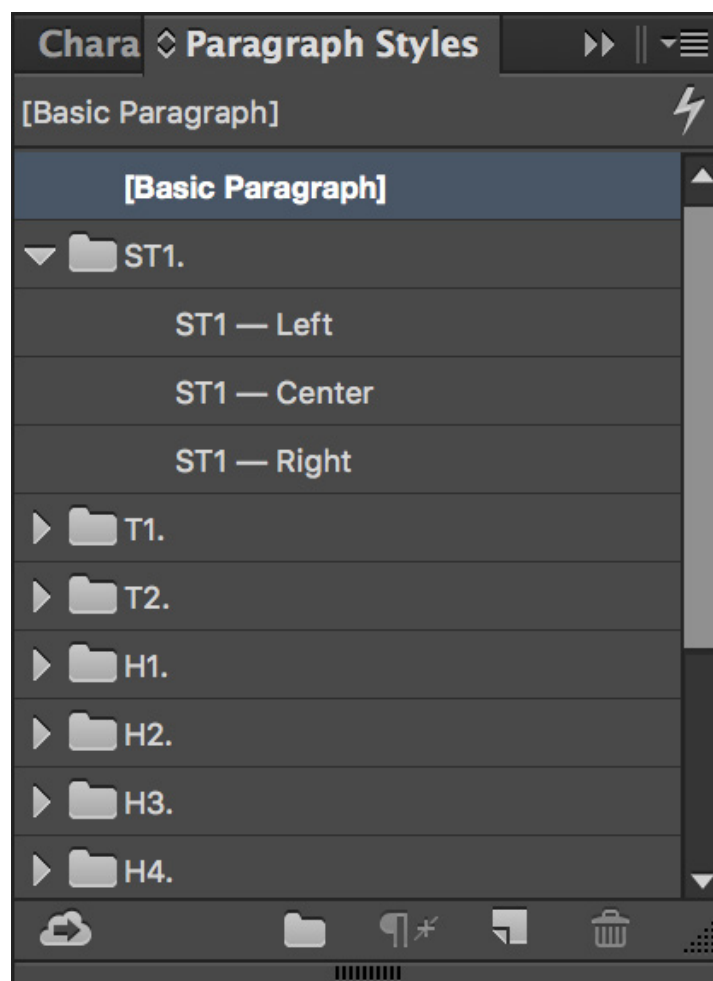 Chara Paragraph Styles
[Basic Paragraph]
[Basic Paragraph]
ST1.
ST1 — Left
ST1 — Center
ST1 — Right
T1.
T2.
H1.
H2.
H3.
H4.